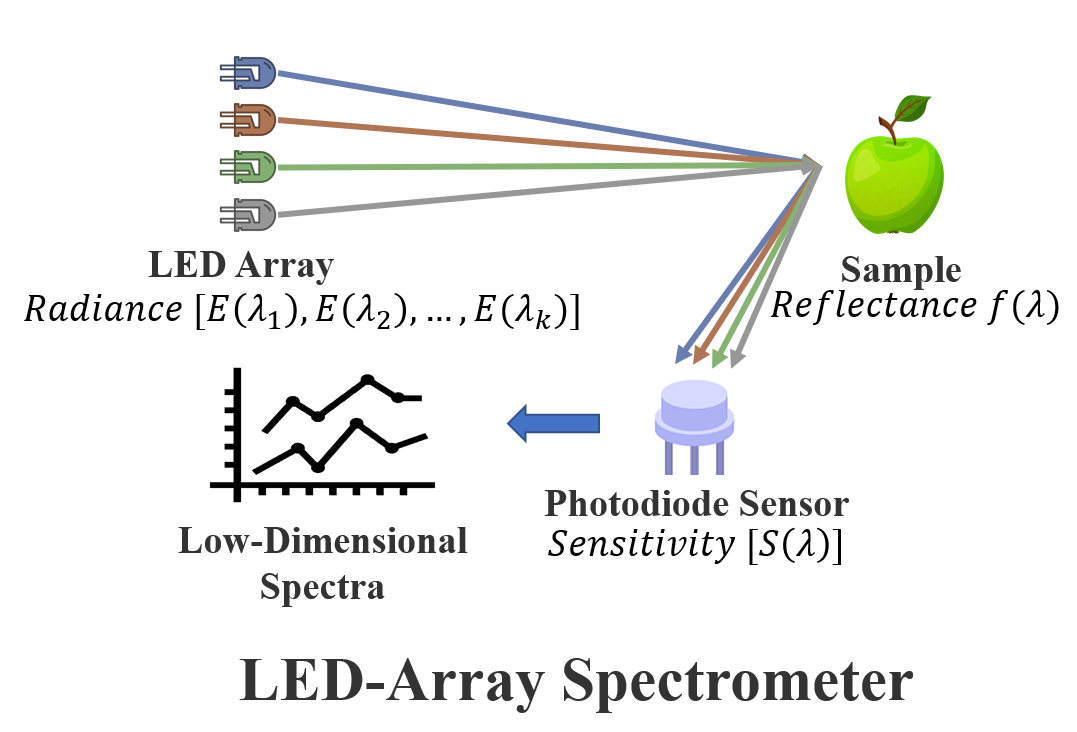 LED Array
Radiance [E(λ₁), E(λ₂), …, E(λₖ)]
Sample
Reflectance f(λ)
Photodiode Sensor
Sensitivity [S(λ)]
Low-Dimensional
Spectra
LED-Array Spectrometer